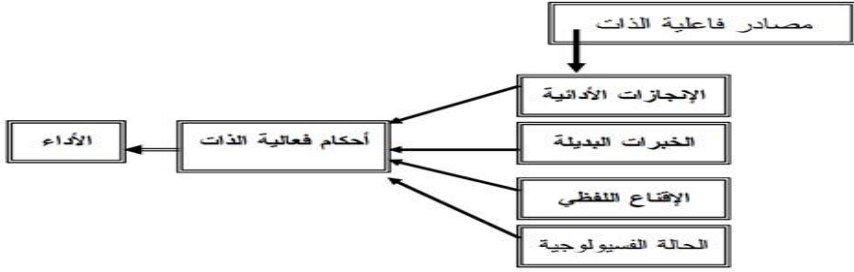 مصادر فاعلية الذات
الإنجازات الأدائية
الخبرات البديلة
الإقناع اللفظي
الحالة الفسيولوجية
أحكام فعالية الذات
الأداء